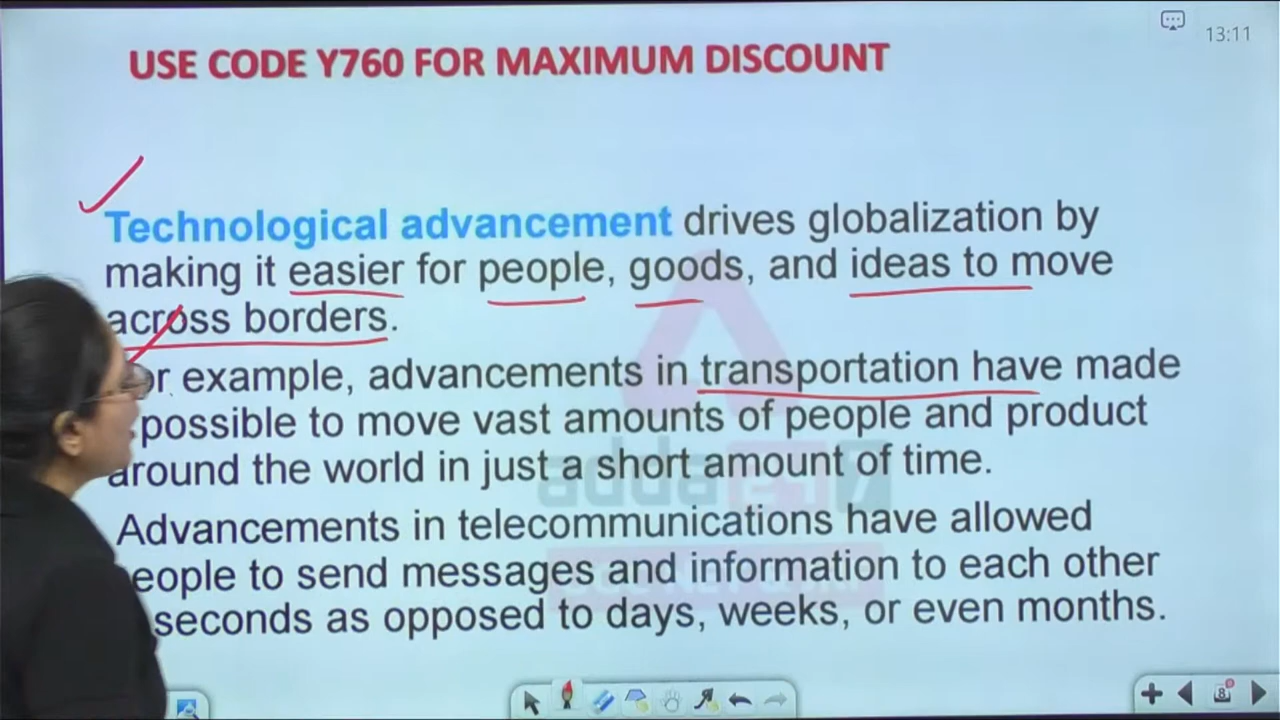 USE CODE Y760 FOR MAXIMUM DISCOUNT
13:11
Technological advancement drives globalization by
making it easier for people, goods, and ideas to move
across borders.
or example, advancements in transportation have made
possible to move vast amounts of people and product
around the world in just a short amount of time.
adda247
Advancements in telecommunications have allowed
eople to send messages and information to each other
seconds as opposed to days, weeks, or even months.
8